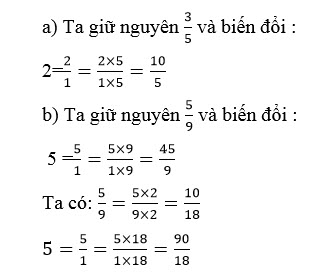 a) Ta giữ nguyên 3/5 và biến đổi :
2=2/1 = 2×5/1×5 = 10/5
b) Ta giữ nguyên 5/9 và biến đổi :
5 =5/1 = 5×9/1×9 = 45/9
Ta có: 5/9 = 5×2/9×2 = 10/18
5 = 5/1 = 5×18/1×18 = 90/18